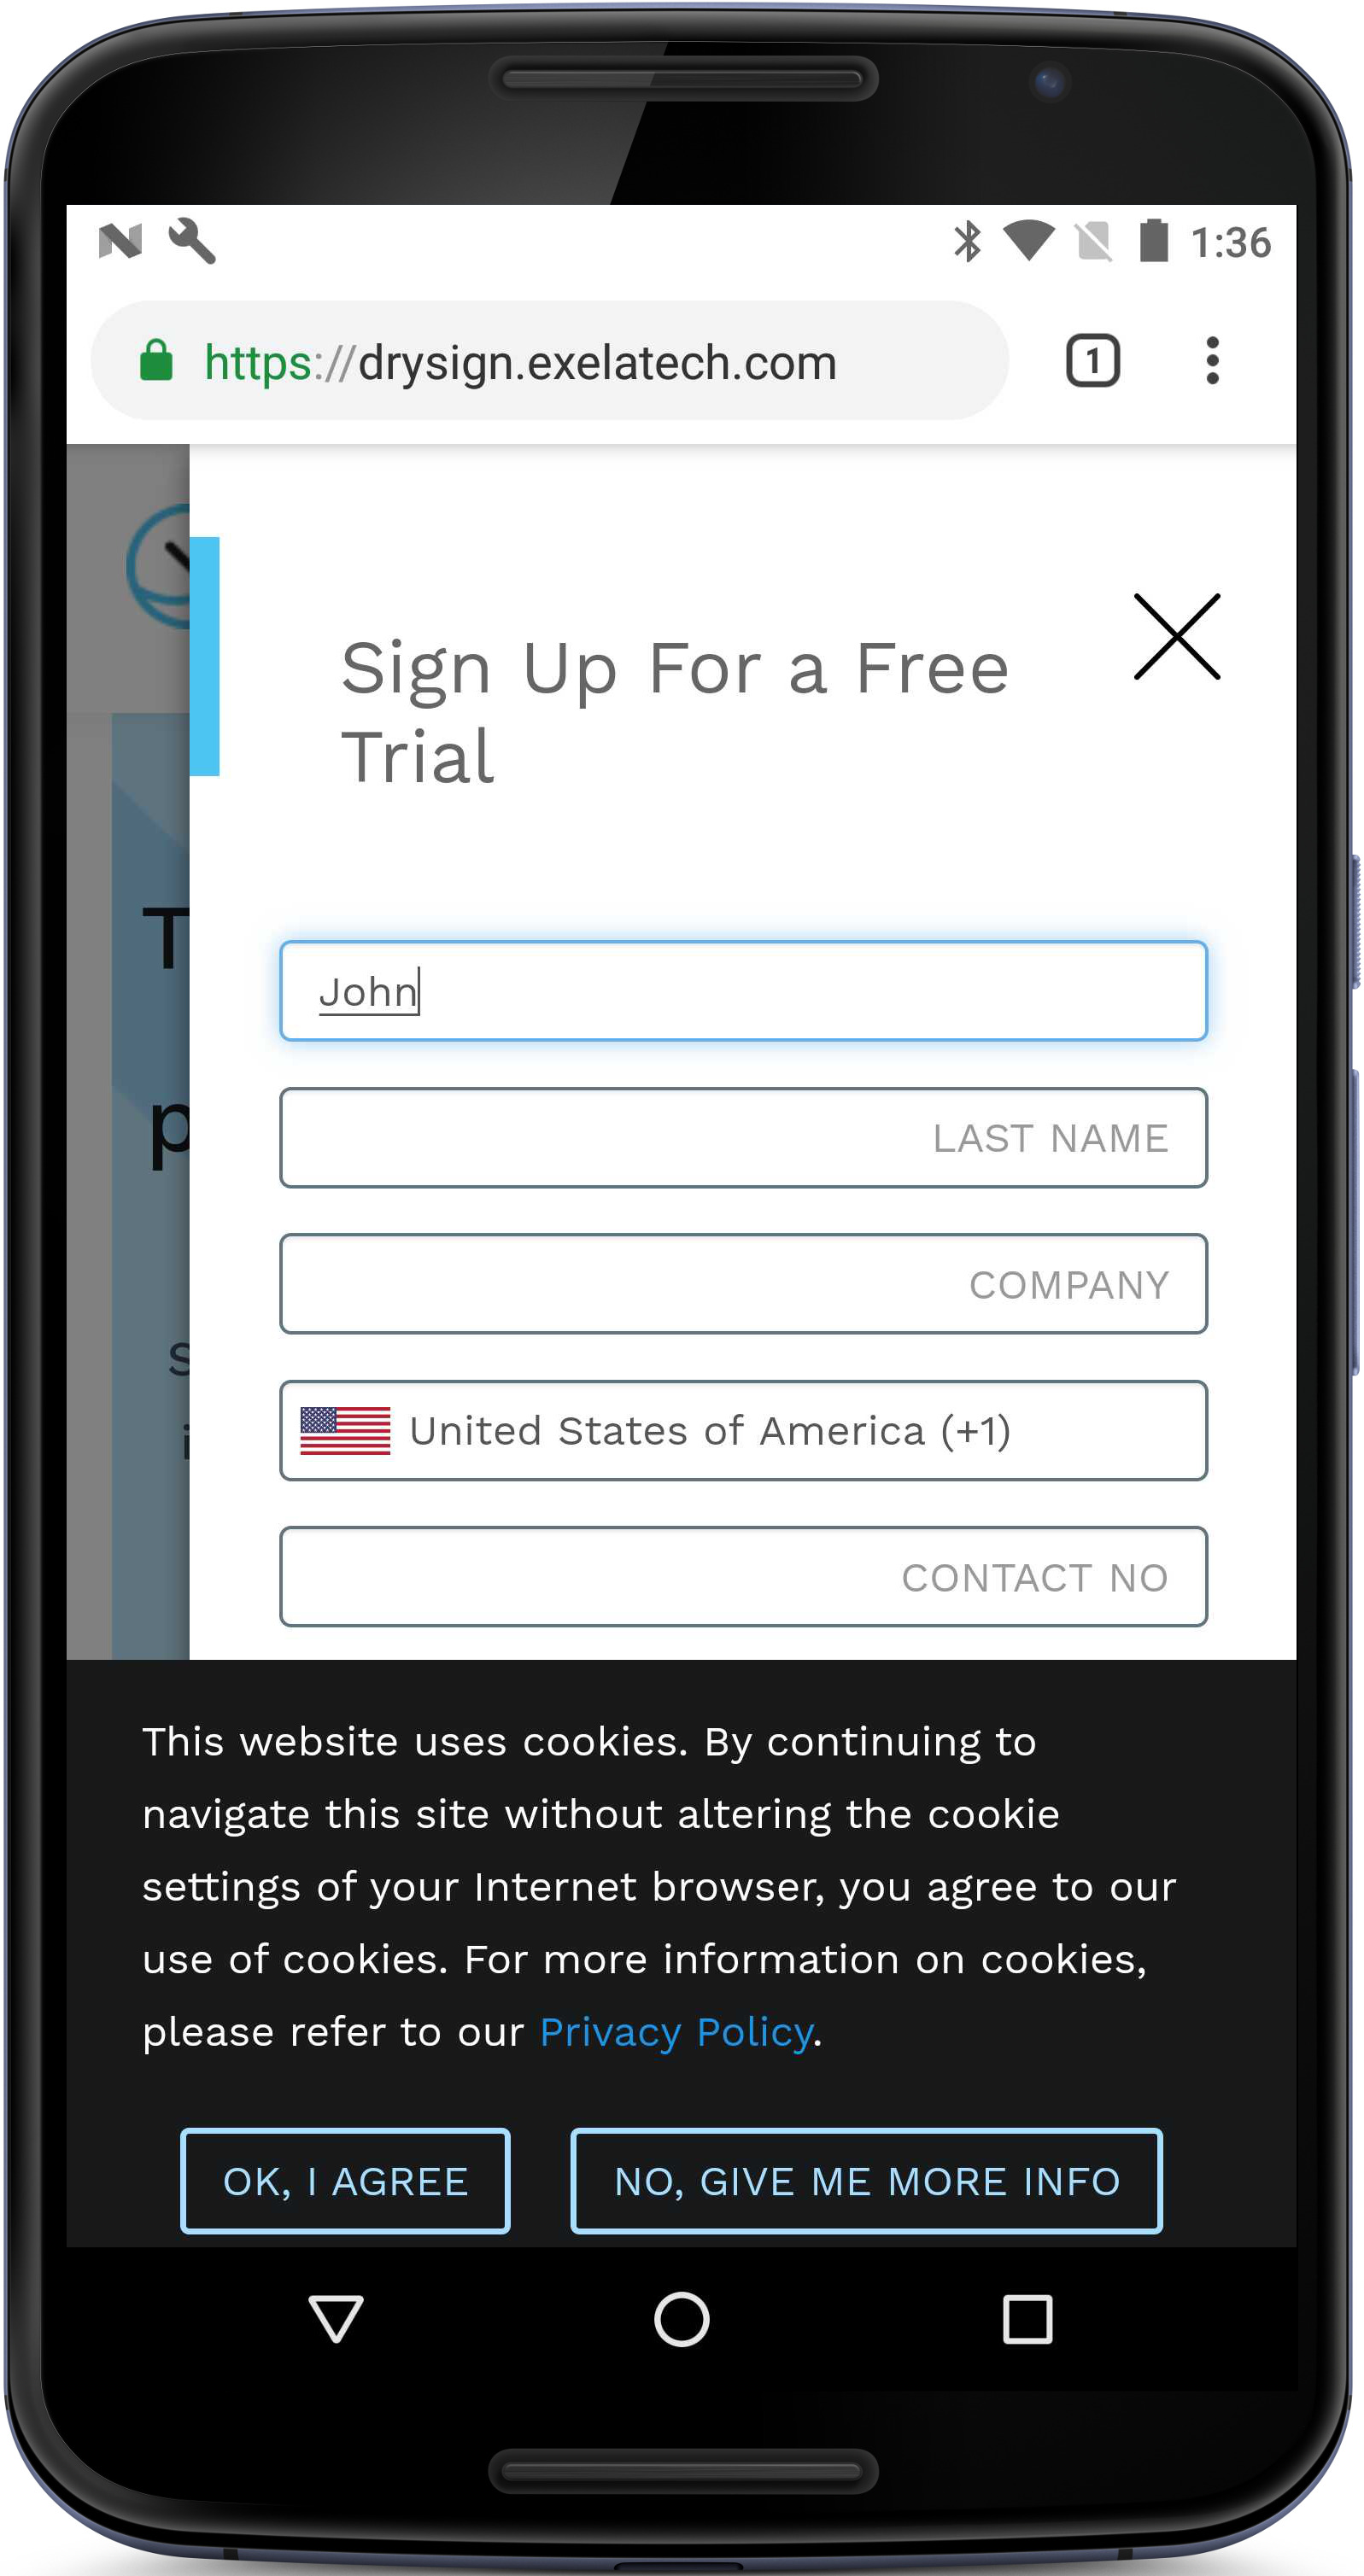 1:36
https://drysign.exelatech.com
1
Sign Up For a Free
Trial
John
LAST NAME
COMPANY
United States of America (+1)
CONTACT NO
This website uses cookies. By continuing to
navigate this site without altering the cookie
settings of your Internet browser, you agree to our
use of cookies. For more information on cookies,
please refer to our Privacy Policy.
OK, I AGREE
NO, GIVE ME MORE INFO